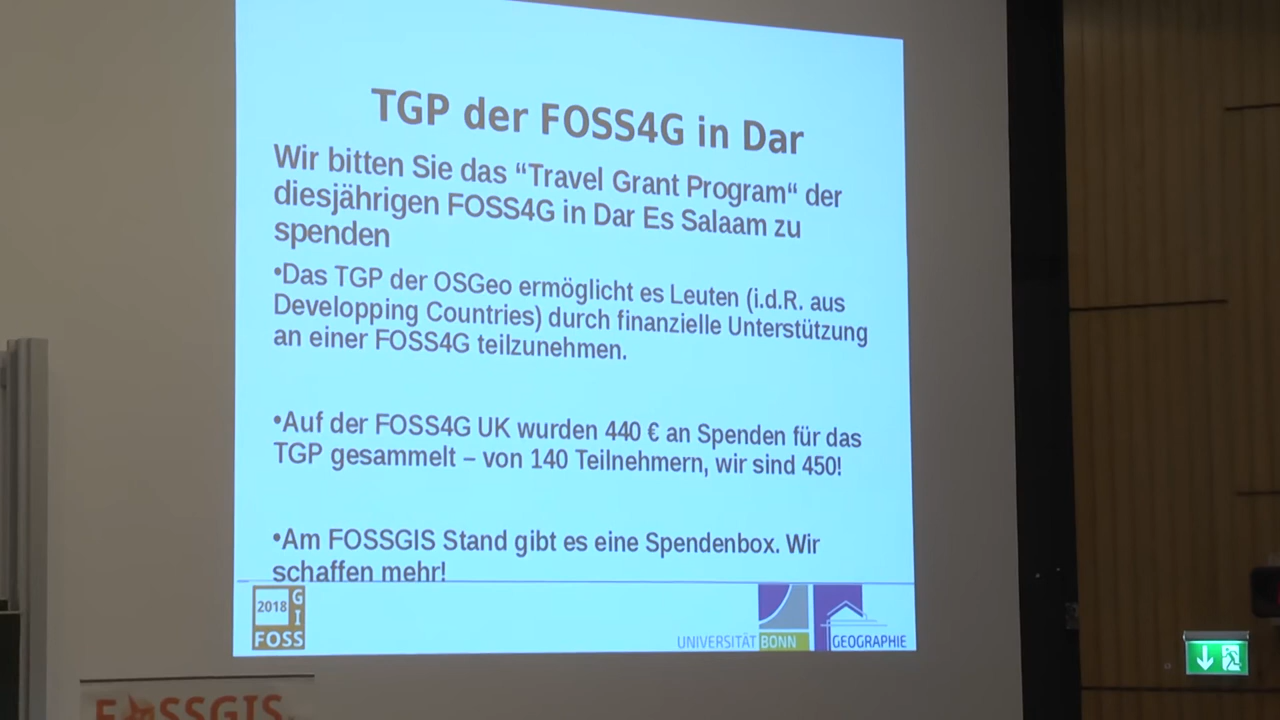 TGP der FOSS4G in Dar
Wir bitten Sie das “Travel Grant Program“ der
diesjährigen FOSS4G in Dar Es Salaam zu
spenden
•Das TGP der OSGeo ermöglicht es Leuten (i.d.R. aus
Developping Countries) durch finanzielle Unterstützung
an einer FOSS4G teilzunehmen.
•Auf der FOSS4G UK wurden 440 € an Spenden für das
TGP gesammelt – von 140 Teilnehmern, wir sind 450!
•Am FOSSGIS Stand gibt es eine Spendenbox. Wir
schaffen mehr!
2018
GI
FOSS
UNIVERSITÄT BONN
GEOGRAPHIE
FOSSGIS